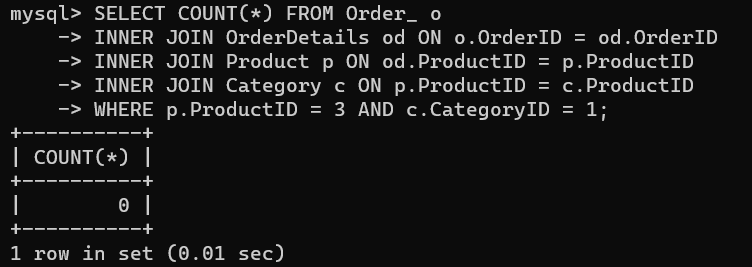 mysql> SELECT COUNT(*) FROM Order_ o
    -> INNER JOIN OrderDetails od ON o.OrderID = od.OrderID
    -> INNER JOIN Product p ON od.ProductID = p.ProductID
    -> INNER JOIN Category c ON p.ProductID = c.ProductID
    -> WHERE p.ProductID = 3 AND c.CategoryID = 1;
+----------+
| COUNT(*) |
+----------+
|        0 |
+----------+
1 row in set (0.01 sec)